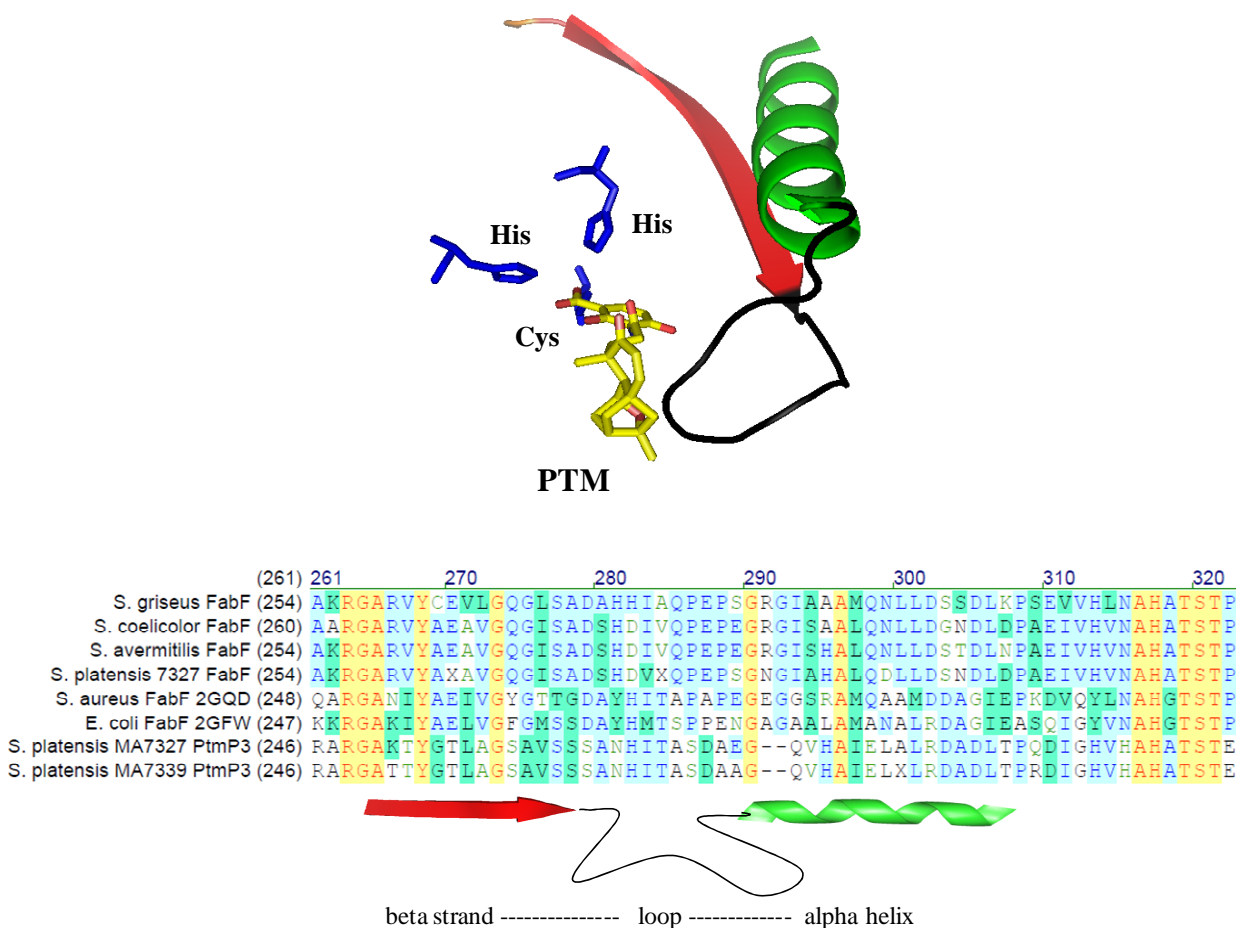 His
His
Cys
PTM
(261) 261 270 280 290 300 310 320
S. griseus FabF (254) AKRGARVYCEVLGQGLSADAHHIAQPEPSGRGIAAAMQNLLDSSDLKPSEVVHLNAHATSTP
S. coelicolor FabF (260) AARGARVYAEAVGQGISADSHDIVQPEPEGRGISAALQNLLDGNDLDPAEIVHVNAHATSTP
S. avermitilis FabF (254) AKRGARVYAEAVGQGISADSHDIVQPEPEGRGISHALQNLLDSTDLNPAEIVHVNAHATSTP
S. platensis 7327 FabF (254) AKRGARVYAXAVGQGISADSHDVXQPEPSGNGIAHALQDLLDSNDLDPAEIVHVNAHATSTP
S. aureus FabF 2GQD (248) QARGANIYAEIVGYGTTGDAYHITAPAPEGEGGSRAMQAAMDDAGIEPKDVQYLNAHGTSTP
E. coli FabF 2GFW (247) KKRGAKIYAELVGFGMSSDAYHMTSPPENGAGAALAMANALRDAGIEASQIGYVNAHGTSTP
S. platensis MA7327 PtmP3 (246) RARGAKTYGTLAGSAVSSSANHITASDAEG--QVHAIELALRDADLTPQDIGHVHAHATSTE
S. platensis MA7339 PtmP3 (246) RARGATTYGTLAGSAVSSSANHITASDAAG--QVHAIELXLRDADLTPRDIGHVHAHATSTE
beta strand -------------- loop ------------ alpha helix